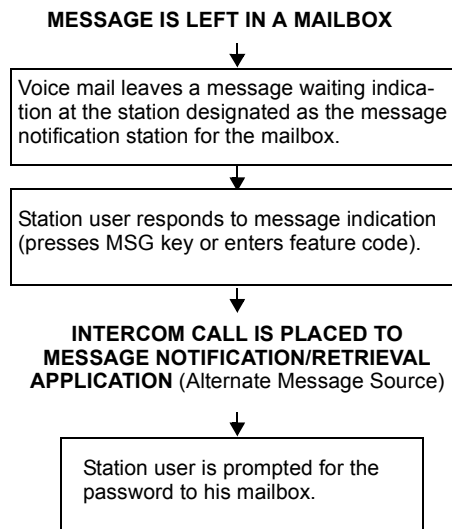 MESSAGE IS LEFT IN A MAILBOX
Voice mail leaves a message waiting indica-
tion at the station designated as the message
notification station for the mailbox.
Station user responds to message indication
(presses MSG key or enters feature code).
INTERCOM CALL IS PLACED TO
MESSAGE NOTIFICATION/RETRIEVAL
APPLICATION (Alternate Message Source)
Station user is prompted for the
password to his mailbox.